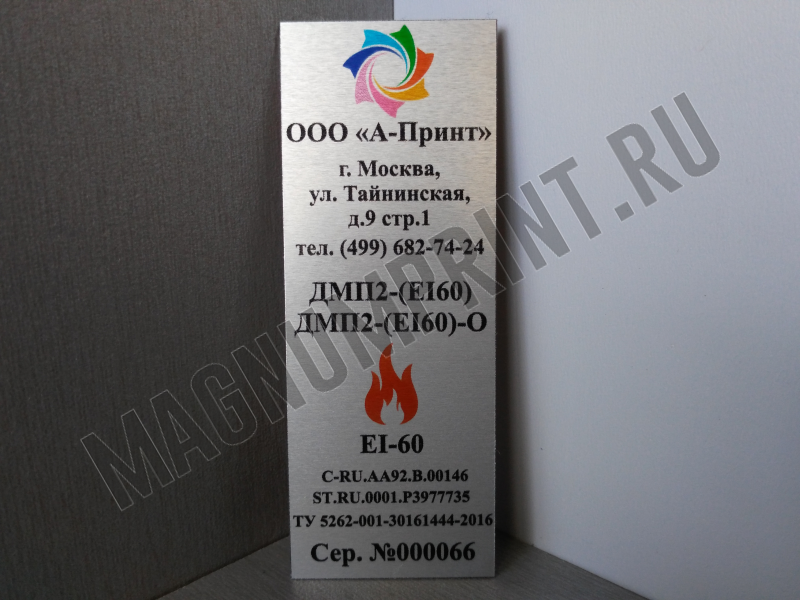 ООО «А-Принт»
г. Москва,
ул. Тайнинская,
д.9 стр.1
тел. (499) 682-74-24
ДМП2-(EI60)
ДМП2-(EI60)-О
EI-60
C-RU.AA92.B.00146
ST.RU.0001.P3977735
ТУ 5262-001-30161444-2016
Сер. №000066
MAGNUMPRINT.RU